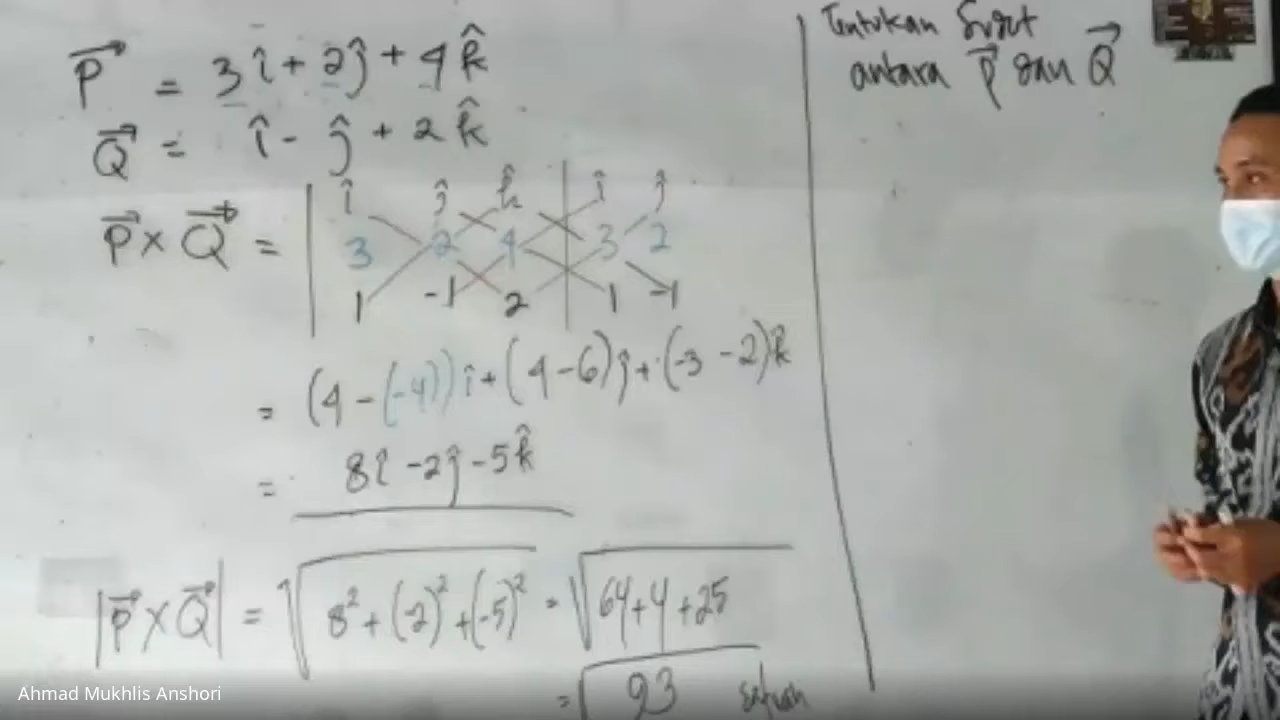 P⃗ = 3î + 2ĵ + 4k̂
Q⃗ = î - ĵ + 2k̂
P⃗ × Q⃗ = | î ĵ k̂ | î ĵ
3 2 4 3 2
1 -1 2 1 -1
= (4 - (-4)) î + (4 - 6) ĵ + (-3 - 2) k̂
= 8î - 2ĵ - 5k̂
|P⃗ × Q⃗| = √(8² + (-2)² + (-5)²) = √(64 + 4 + 25)
= √93 satuan
Tentukan Sudut
antara P⃗ dan Q⃗
Ahmad Mukhlis Anshori